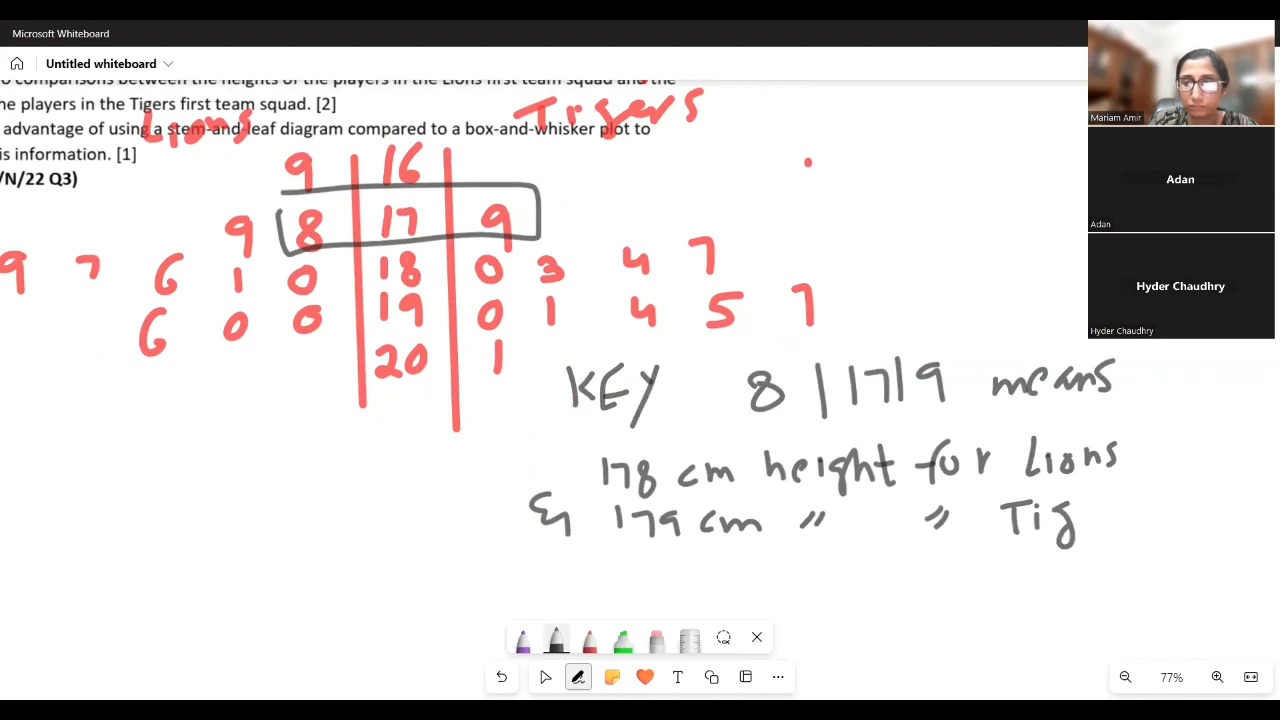 Microsoft Whiteboard
Untitled whiteboard
o comparisons between the heights of the players in the Lions first team squad and the
ne players in the Tigers first team squad. [2]
advantage of using a stem-and-leaf diagram compared to a box-and-whisker plot to
is information. [1]
/N/22 Q3)
Lions Tigers
9 | 16 |
9 8 | 17 | 9
9 7 6 1 0 | 18 | 0 3 4 7
6 0 0 | 19 | 0 1 4 5 7
| 20 | 1
KEY 8 | 17 | 9 means
178 cm height for Lions
& 179 cm " " Tig
Mariam Amir
Adan
Adan
Hyder Chaudhry
Hyder Chaudhry
77%